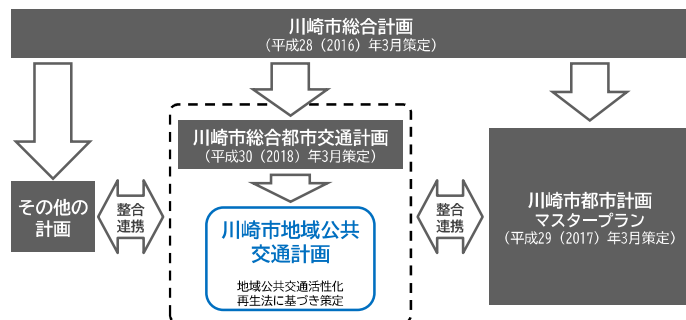 川崎市総合計画
（平成28（2016）年3月策定）
川崎市総合都市交通計画
（平成30（2018）年3月策定）
その他の
計画
整合
連携
川崎市地域公共
交通計画
地域公共交通活性化
再生法に基づき策定
整合
連携
川崎市都市計画
マスタープラン
（平成29（2017）年3月策定）